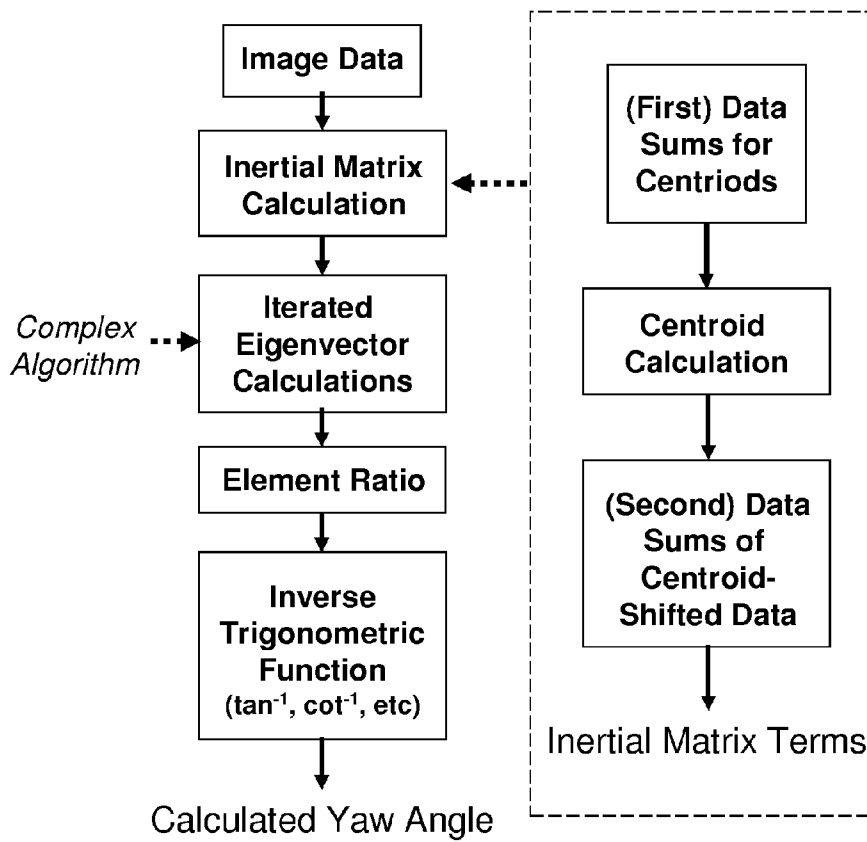 Image Data
Inertial Matrix
Calculation
Complex
Algorithm
Iterated
Eigenvector
Calculations
Element Ratio
Inverse
Trigonometric
Function
(tan⁻¹, cot⁻¹, etc)
Calculated Yaw Angle
(First) Data
Sums for
Centriods
Centroid
Calculation
(Second) Data
Sums of
Centroid-
Shifted Data
Inertial Matrix Terms